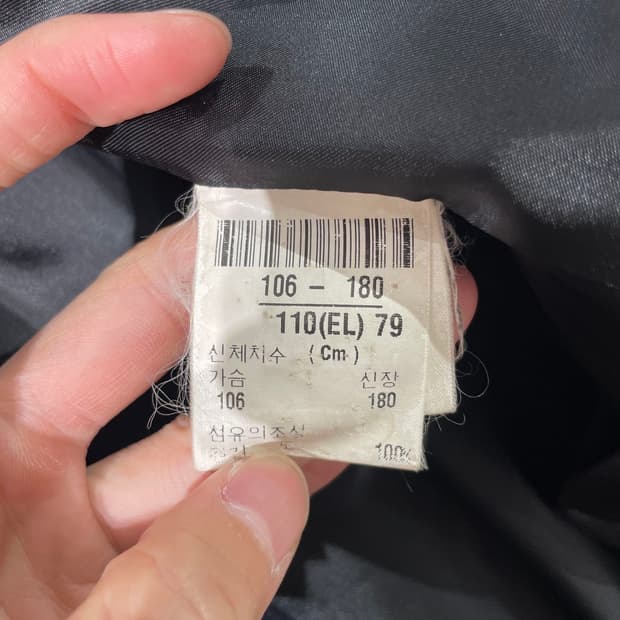 106 - 180
110(EL) 79
신체치수 (Cm)
가슴 신장
106 180
섬유의조성
100%